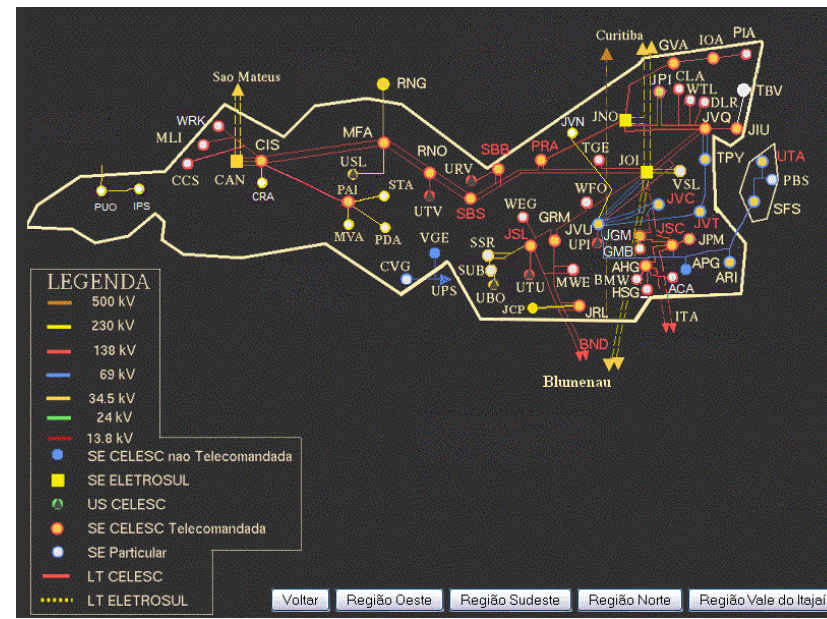 Curitiba
PIA
IOA
GVA
Sao Mateus
RNG
JPI
CLA
WTL
TBV
DLR
WRK
JNO
JVN
JVQ
JIU
MLI
CIS
MFA
RNO
SBB
PRA
TGE
JOI
TPY
UTA
CCS
CAN
USL
URV
VSL
PBS
CRA
PAI
STA
UTV
SBS
WFO
JVC
SFS
PUO
IPS
WEG
GRM
JVU
JVT
MVA
PDA
VGE
SSR
JSL
UPI
JGM
JSC
JPM
GMB
CVG
SUB
AHG
APG
ARI
UPS
UBO
UTU
MWE
BMW
HSG
ACA
JCP
JRL
ITA
BND
Blumenau
LEGENDA
500 kV
230 kV
138 kV
69 kV
34.5 kV
24 kV
13.8 kV
SE CELESC nao Telecomandada
SE ELETROSUL
US CELESC
SE CELESC Telecomandada
SE Particular
LT CELESC
LT ELETROSUL
Voltar
Região Oeste
Região Sudeste
Região Norte
Região Vale do Itajaí